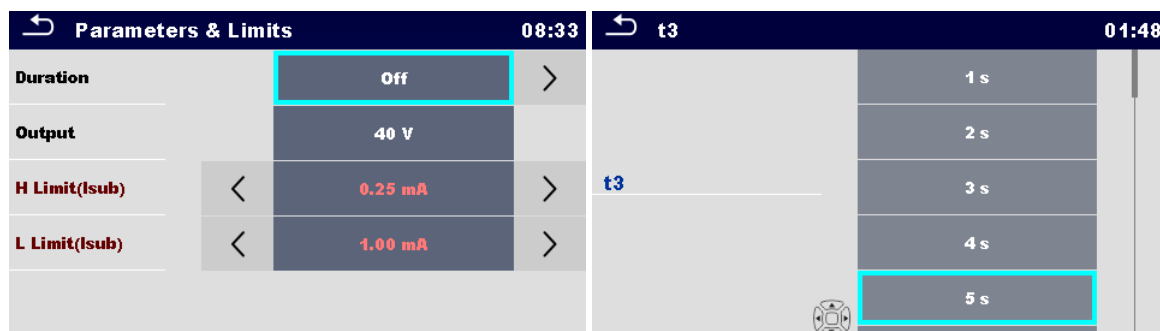 Parameters & Limits 08:33
Duration Off
Output 40 V
H Limit(Isub) 0.25 mA
L Limit(Isub) 1.00 mA
t3 01:48
1 s
2 s
t3 3 s
4 s
5 s